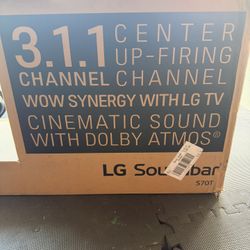 3.1.1 CENTER
UP-FIRING
CHANNEL CHANNEL
WOW SYNERGY WITH LG TV
CINEMATIC SOUND
WITH DOLBY ATMOS®
LG Soundbar
S70T